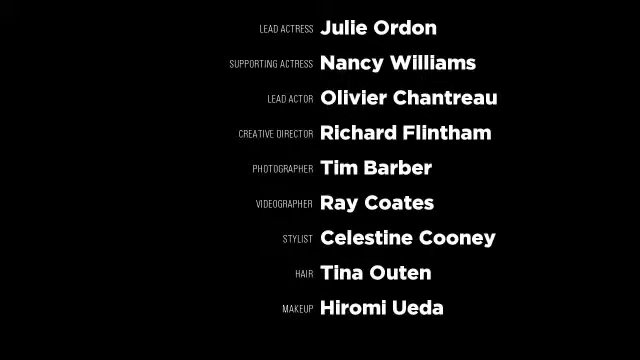 LEAD ACTRESS Julie Ordon
SUPPORTING ACTRESS Nancy Williams
LEAD ACTOR Olivier Chantreau
CREATIVE DIRECTOR Richard Flintham
PHOTOGRAPHER Tim Barber
VIDEOGRAPHER Ray Coates
STYLIST Celestine Cooney
HAIR Tina Outen
MAKEUP Hiromi Ueda